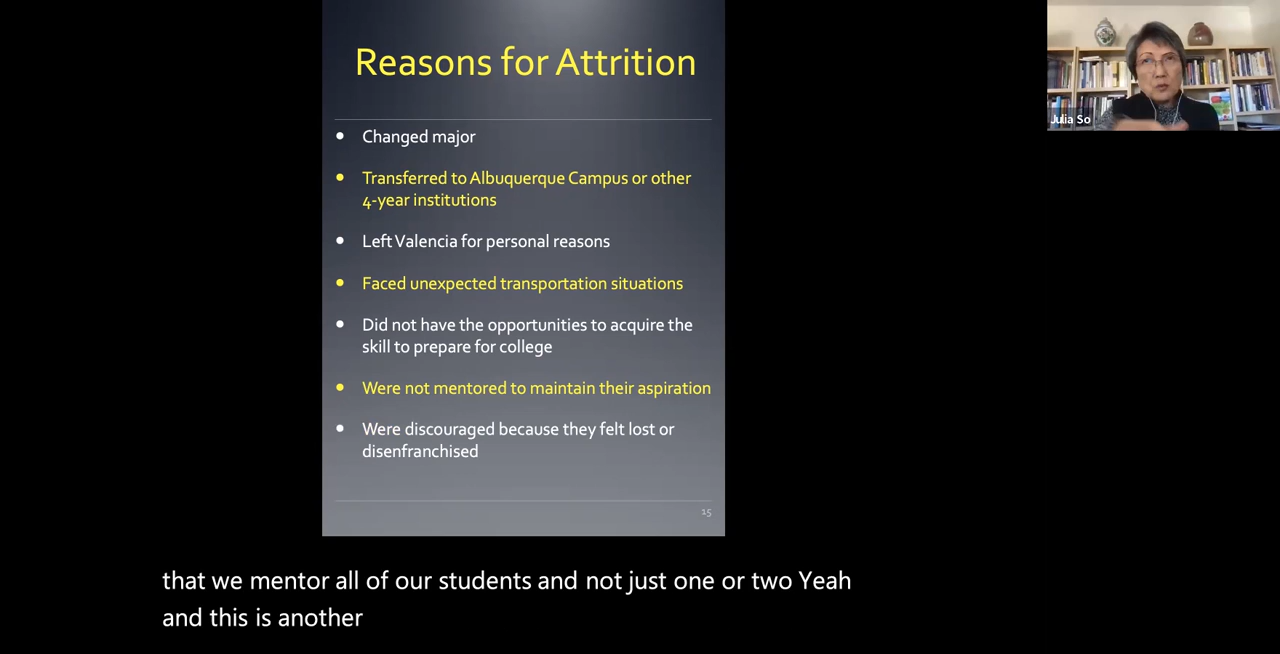 Reasons for Attrition
• Changed major
• Transferred to Albuquerque Campus or other
4-year institutions
• Left Valencia for personal reasons
• Faced unexpected transportation situations
• Did not have the opportunities to acquire the
skill to prepare for college
• Were not mentored to maintain their aspiration
• Were discouraged because they felt lost or
disenfranchised
15
Julia So
that we mentor all of our students and not just one or two Yeah
and this is another